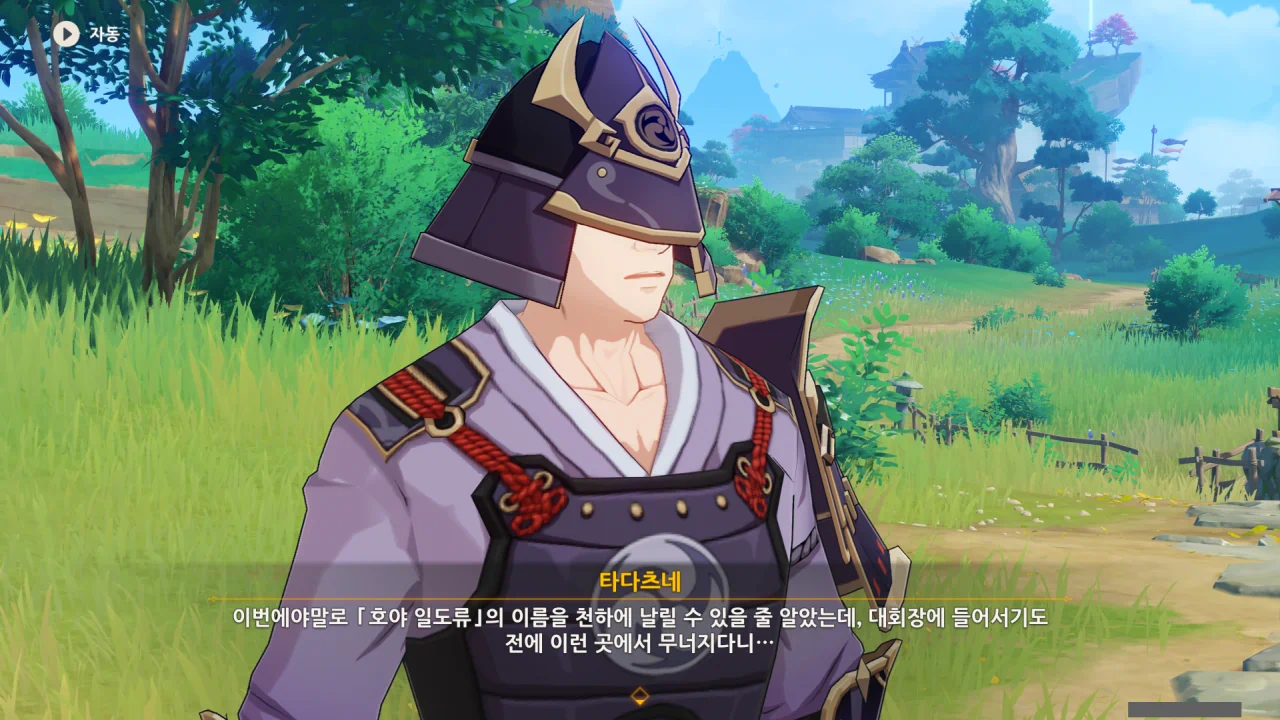 자동
타다츠네
이번에야말로 「호야 일도류」의 이름을 천하에 날릴 수 있을 줄 알았는데, 대회장에 들어서기도
전에 이런 곳에서 무너지다니…